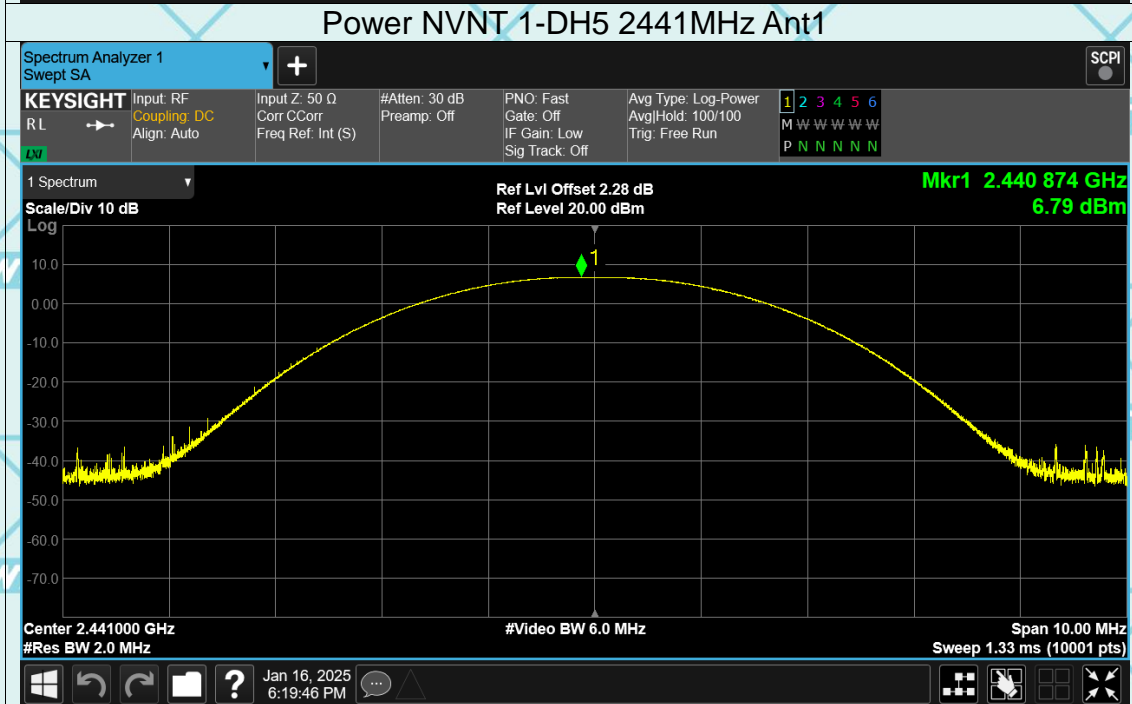 Power NVNT 1-DH5 2441MHz Ant1
Spectrum Analyzer 1
Swept SA
SCPI
KEYSIGHT
R L
LXI
Input: RF
Coupling: DC
Align: Auto
Input Z: 50 Ω
Corr CCorr
Freq Ref: Int (S)
#Atten: 30 dB
Preamp: Off
PNO: Fast
Gate: Off
IF Gain: Low
Sig Track: Off
Avg Type: Log-Power
Avg|Hold: 100/100
Trig: Free Run
1 2 3 4 5 6
M W W W W W
P N N N N N
1 Spectrum
Scale/Div 10 dB
Ref Lvl Offset 2.28 dB
Ref Level 20.00 dBm
Mkr1 2.440 874 GHz
6.79 dBm
Log
1
10.0
0.00
-10.0
-20.0
-30.0
-40.0
-50.0
-60.0
-70.0
Center 2.441000 GHz
#Res BW 2.0 MHz
#Video BW 6.0 MHz
Span 10.00 MHz
Sweep 1.33 ms (10001 pts)
?
Jan 16, 2025
6:19:46 PM